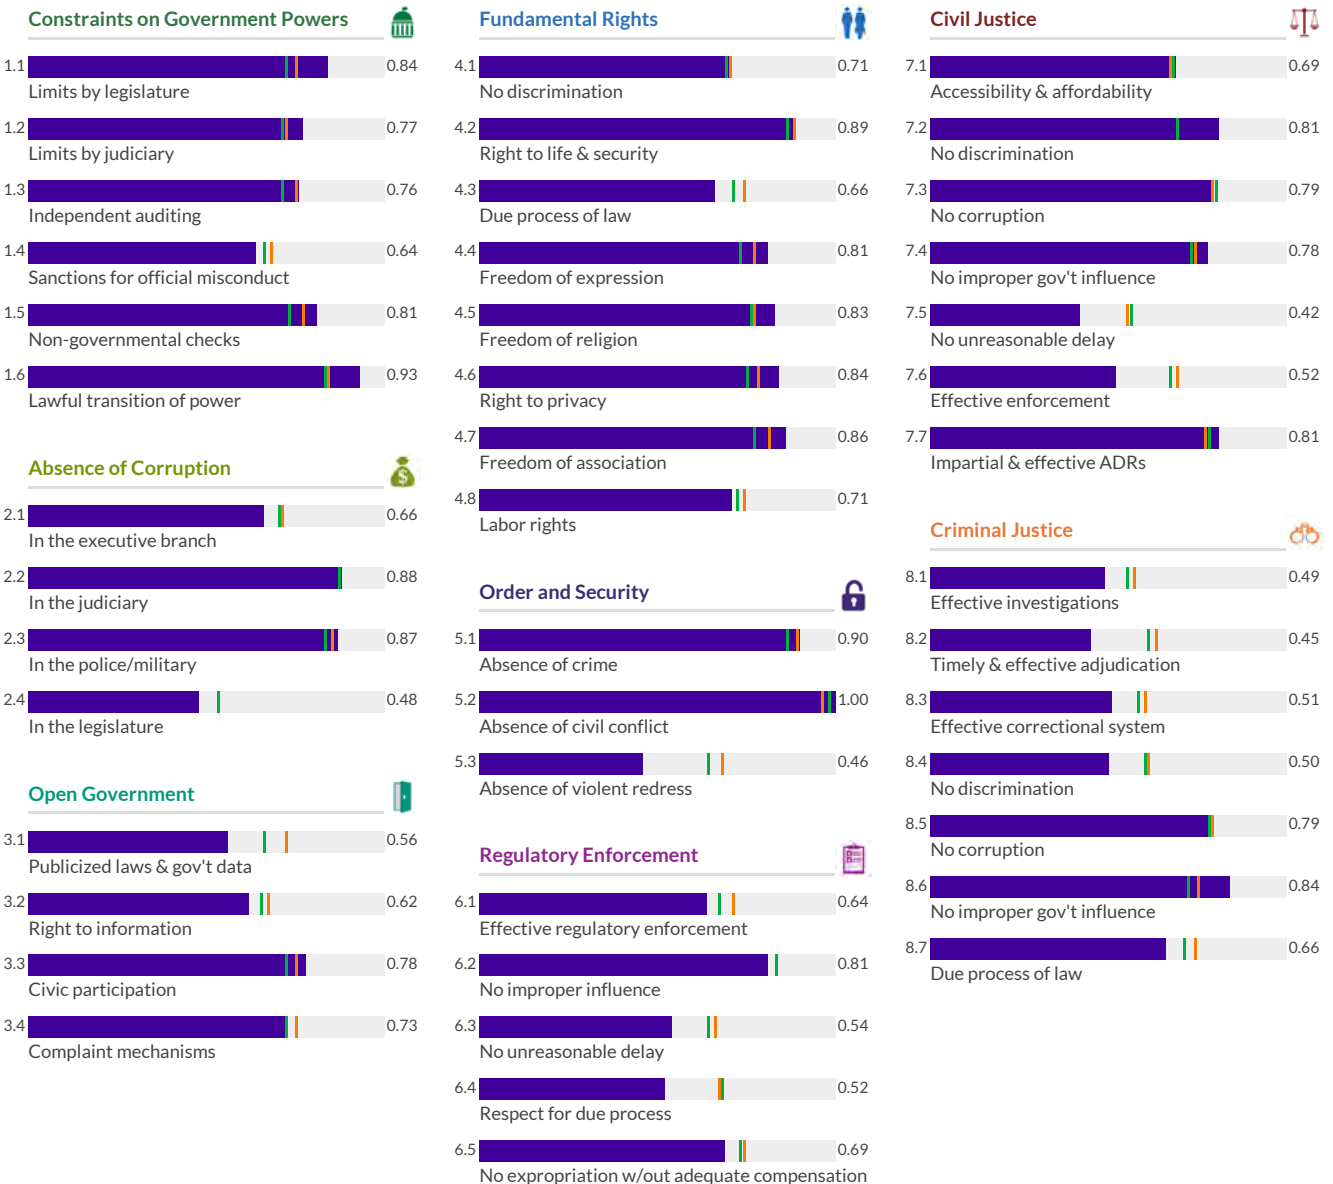 Constraints on Government Powers
1.1 0.84
Limits by legislature
1.2 0.77
Limits by judiciary
1.3 0.76
Independent auditing
1.4 0.64
Sanctions for official misconduct
1.5 0.81
Non-governmental checks
1.6 0.93
Lawful transition of power
Absence of Corruption
2.1 0.66
In the executive branch
2.2 0.88
In the judiciary
2.3 0.87
In the police/military
2.4 0.48
In the legislature
Open Government
3.1 0.56
Publicized laws & gov't data
3.2 0.62
Right to information
3.3 0.78
Civic participation
3.4 0.73
Complaint mechanisms
Fundamental Rights
4.1 0.71
No discrimination
4.2 0.89
Right to life & security
4.3 0.66
Due process of law
4.4 0.81
Freedom of expression
4.5 0.83
Freedom of religion
4.6 0.84
Right to privacy
4.7 0.86
Freedom of association
4.8 0.71
Labor rights
Order and Security
5.1 0.90
Absence of crime
5.2 1.00
Absence of civil conflict
5.3 0.46
Absence of violent redress
Regulatory Enforcement
6.1 0.64
Effective regulatory enforcement
6.2 0.81
No improper influence
6.3 0.54
No unreasonable delay
6.4 0.52
Respect for due process
6.5 0.69
No expropriation w/out adequate compensation
Civil Justice
7.1 0.69
Accessibility & affordability
7.2 0.81
No discrimination
7.3 0.79
No corruption
7.4 0.78
No improper gov't influence
7.5 0.42
No unreasonable delay
7.6 0.52
Effective enforcement
7.7 0.81
Impartial & effective ADRs
Criminal Justice
8.1 0.49
Effective investigations
8.2 0.45
Timely & effective adjudication
8.3 0.51
Effective correctional system
8.4 0.50
No discrimination
8.5 0.79
No corruption
8.6 0.84
No improper gov't influence
8.7 0.66
Due process of law